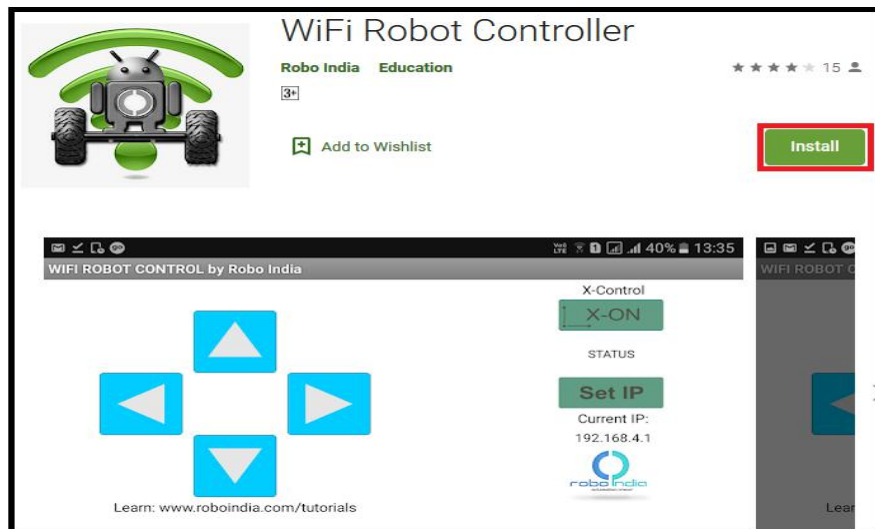 WiFi Robot Controller
Robo India Education
15
3+
Add to Wishlist
Install
40% 13:35
WIFI ROBOT CONTROL by Robo India
WIFI ROBOT C
X-Control
X-ON
STATUS
Set IP
Current IP:
192.168.4.1
robo india
Learn: www.roboindia.com/tutorials
Lear